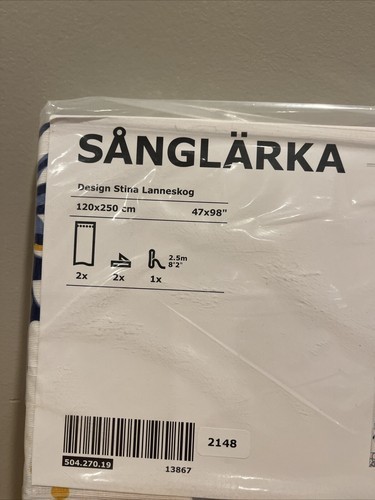 SÅNGLÄRKA
Design Stina Lanneskog
120x250 cm 47x98"
2.5m
8'2"
2x 2x 1x
2148
504.270.19
13867